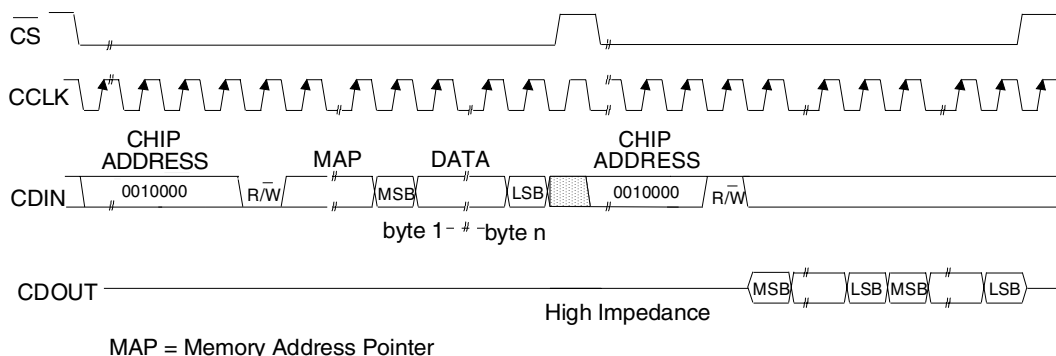 CS
CCLK
CHIP ADDRESS
MAP
DATA
CHIP ADDRESS
CDIN
0010000
R/W
MSB
LSB
0010000
R/W
byte 1
byte n
CDOUT
MSB
LSB
MSB
LSB
High Impedance
MAP = Memory Address Pointer